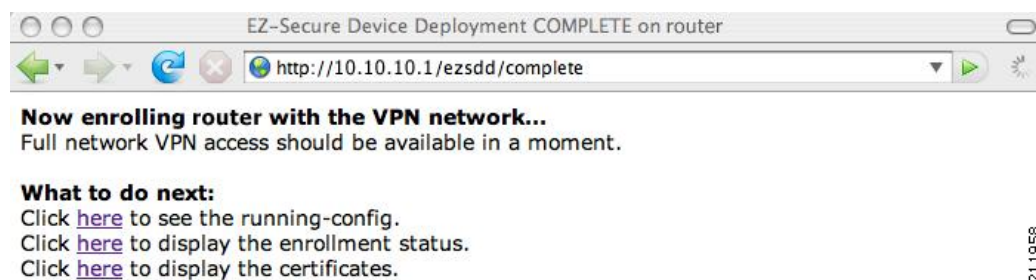 EZ-Secure Device Deployment COMPLETE on router
http://10.10.10.1/ezsdd/complete
Now enrolling router with the VPN network...
Full network VPN access should be available in a moment.
What to do next:
Click here to see the running-config.
Click here to display the enrollment status.
Click here to display the certificates.